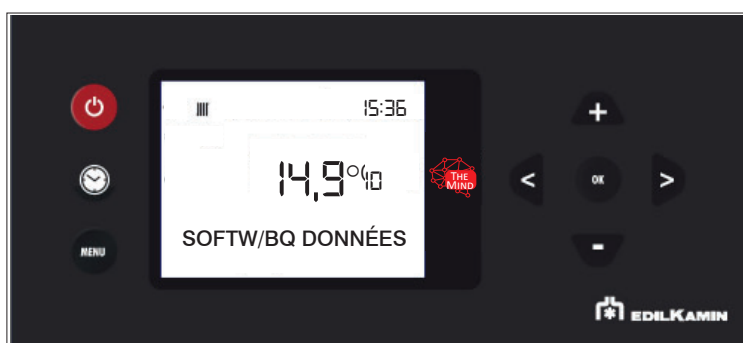 15:36
14,9°C
THE
MIND
SOFTW/BQ DONNÉES
MENU
+
<
OK
>
-
EDILKAMIN